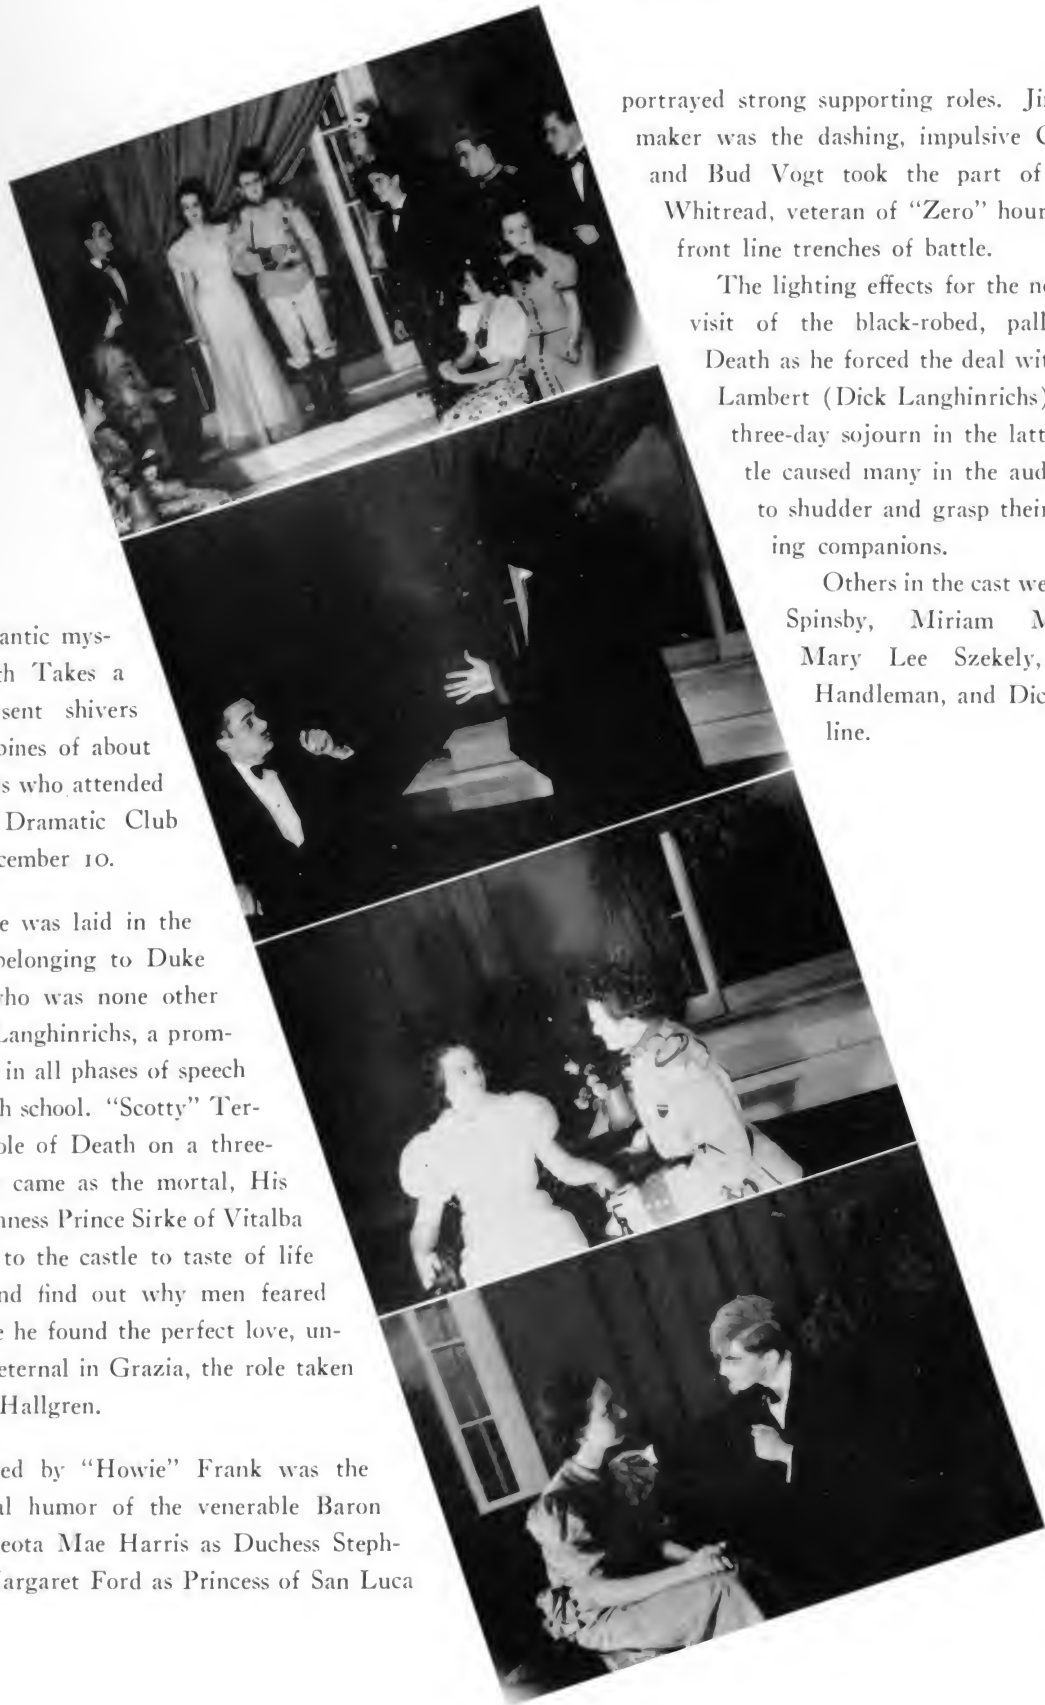 antic mys-
h Takes a
sent shivers
pines of about
s who attended
Dramatic Club
cember 10.
e was laid in the
belonging to Duke
who was none other
Langhinrichs, a prom-
in all phases of speech
h school. "Scotty" Ter-
ole of Death on a three-
came as the mortal, His
nness Prince Sirke of Vitalba
to the castle to taste of life
nd find out why men feared
e he found the perfect love, un-
eternal in Grazia, the role taken
Hallgren.
ed by "Howie" Frank was the
al humor of the venerable Baron
eota Mae Harris as Duchess Steph-
Margaret Ford as Princess of San Luca
portrayed strong supporting roles. Ji
maker was the dashing, impulsive C
and Bud Vogt took the part of
Whitread, veteran of "Zero" hour
front line trenches of battle.
The lighting effects for the n
visit of the black-robed, pall
Death as he forced the deal wit
Lambert (Dick Langhinrichs)
three-day sojourn in the latt
tle caused many in the aud
to shudder and grasp their
ing companions.
Others in the cast we
Spinsby, Miriam M
Mary Lee Szekely,
Handleman, and Dic
line.